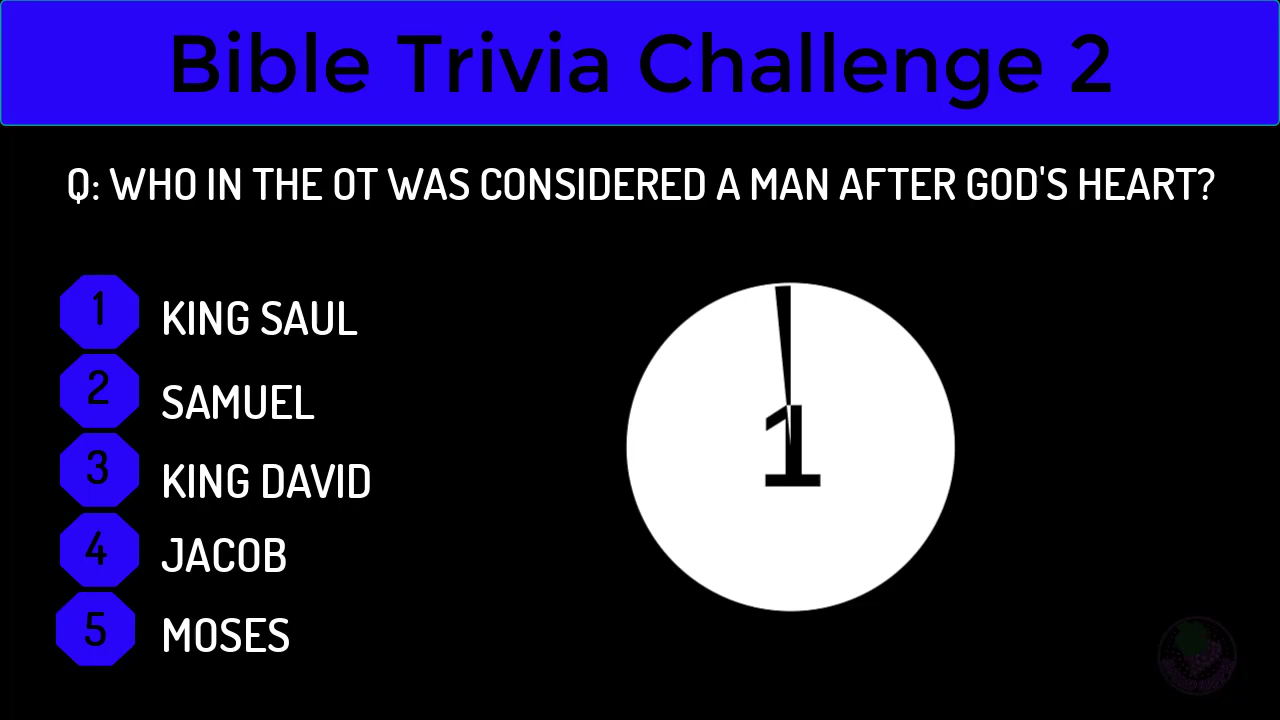 Bible Trivia Challenge 2
Q: WHO IN THE OT WAS CONSIDERED A MAN AFTER GOD'S HEART?
1 KING SAUL
2 SAMUEL
3 KING DAVID
4 JACOB
5 MOSES
1